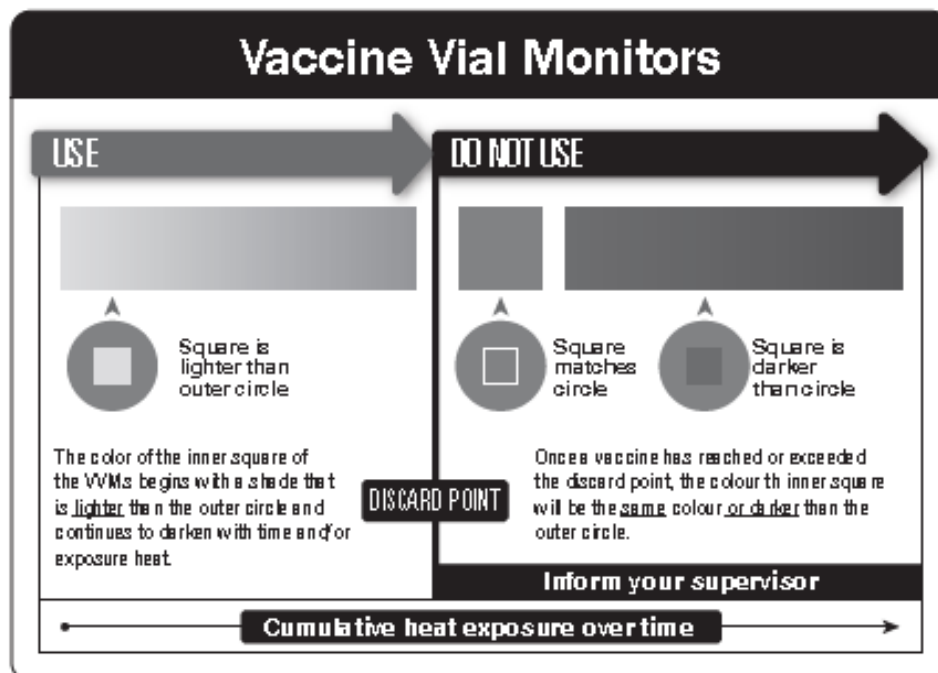 Vaccine Vial Monitors
USE
DO NOT USE
Square is
lighter than
outer circle
Square
matches
circle
Square is
darker
than circle
The color of the inner square of
the VVMs begins with a shade that
is lighter than the outer circle and
continues to darken with time and/or
exposure heat.
DISCARD POINT
Once a vaccine has reached or exceeded
the discard point, the colour th inner square
will be the same colour or darker than the
outer circle.
Inform your supervisor
Cumulative heat exposure over time